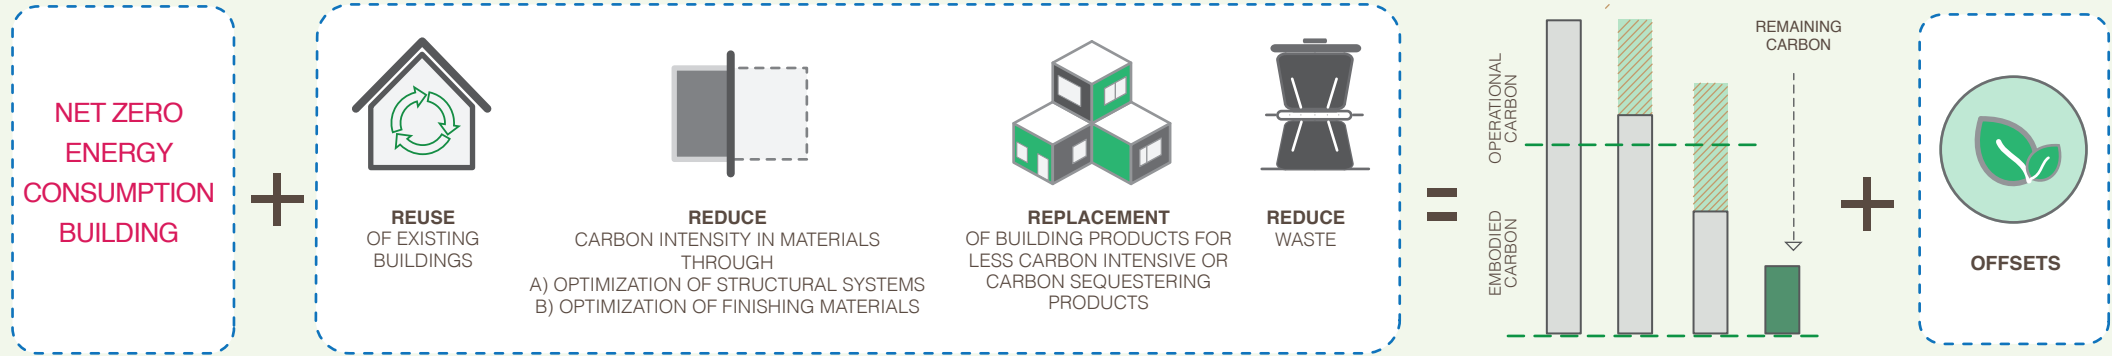 NET ZERO
ENERGY
CONSUMPTION
BUILDING
REUSE
OF EXISTING
BUILDINGS
REDUCE
CARBON INTENSITY IN MATERIALS
THROUGH
A) OPTIMIZATION OF STRUCTURAL SYSTEMS
B) OPTIMIZATION OF FINISHING MATERIALS
REPLACEMENT
OF BUILDING PRODUCTS FOR
LESS CARBON INTENSIVE OR
CARBON SEQUESTERING
PRODUCTS
REDUCE
WASTE
OPERATIONAL
CARBON
EMBODIED
CARBON
REMAINING
CARBON
OFFSETS